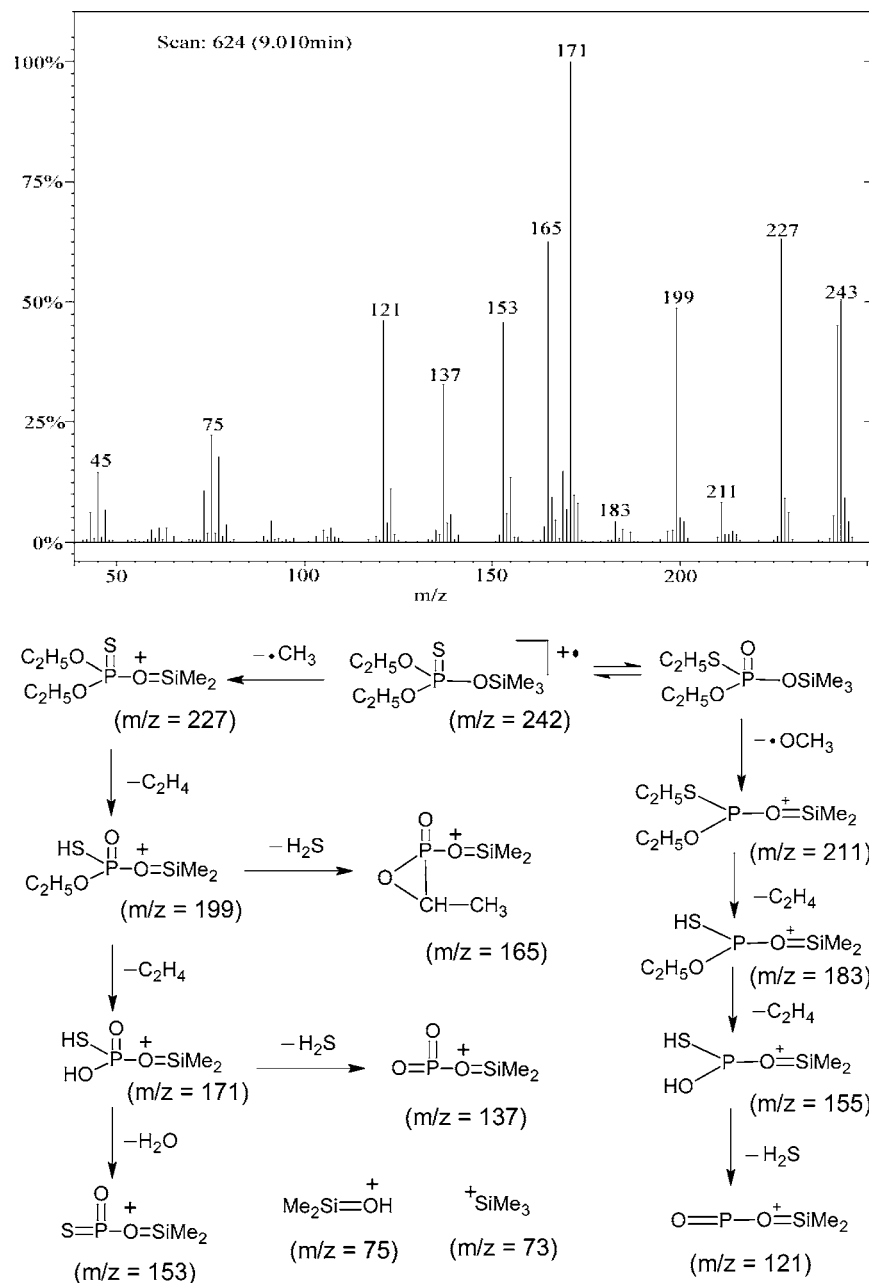 Scan: 624 (9.010min)
171
100%
75%
165
227
50%
121
153
199
243
137
25%
75
45
183
211
0%
50
100
150
200
m/z
C₂H₅O
S
+
P-O=SiMe₂
C₂H₅O
(m/z = 227)
–•CH₃
C₂H₅O
S
P-OSiMe₃
C₂H₅O
+•
(m/z = 242)
C₂H₅S
O
P-OSiMe₃
C₂H₅O
–C₂H₄
–•OCH₃
HS
O
+
P-O=SiMe₂
C₂H₅O
(m/z = 199)
–H₂S
O
+
P-O=SiMe₂
O
CH-CH₃
(m/z = 165)
C₂H₅S
+
P-O=SiMe₂
C₂H₅O
(m/z = 211)
–C₂H₄
–C₂H₄
HS
+
P-O=SiMe₂
C₂H₅O
(m/z = 183)
–C₂H₄
HS
O
+
P-O=SiMe₂
HO
(m/z = 171)
–H₂S
O
+
O=P-O=SiMe₂
(m/z = 137)
HS
+
P-O=SiMe₂
HO
(m/z = 155)
–H₂O
–H₂S
O
+
S=P-O=SiMe₂
(m/z = 153)
+
Me₂Si=OH
(m/z = 75)
+
SiMe₃
(m/z = 73)
+
O=P-O=SiMe₂
(m/z = 121)